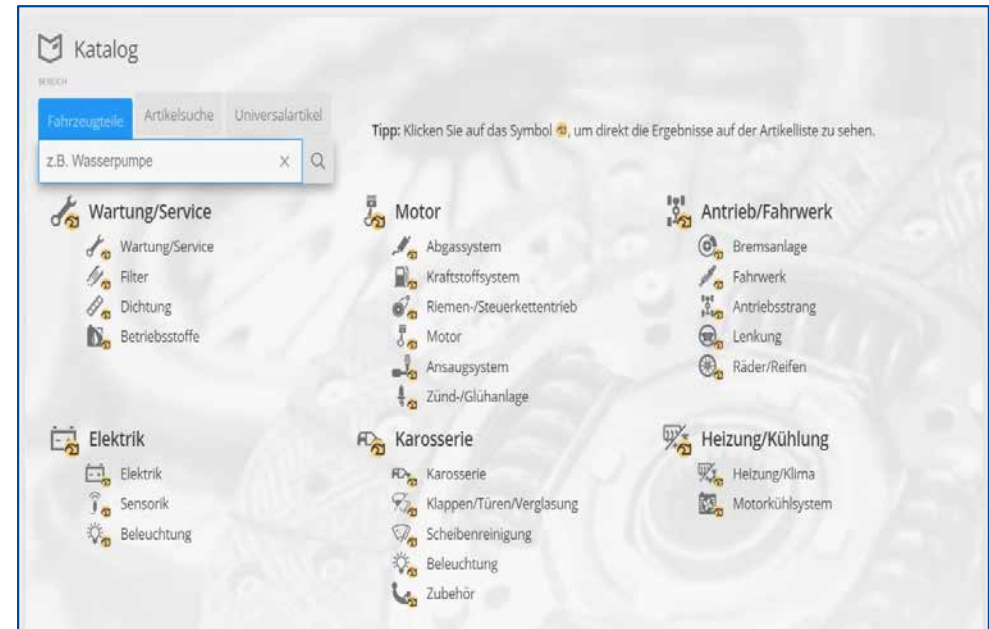 Katalog
BEREICH
Fahrzeugteile Artikelsuche Universalartikel
z.B. Wasserpumpe
Tipp: Klicken Sie auf das Symbol , um direkt die Ergebnisse auf der Artikelliste zu sehen.
Wartung/Service
Wartung/Service
Filter
Dichtung
Betriebsstoffe
Motor
Abgassystem
Kraftstoffsystem
Riemen-/Steuerkettentrieb
Motor
Ansaugsystem
Zünd-/Glühanlage
Antrieb/Fahrwerk
Bremsanlage
Fahrwerk
Antriebsstrang
Lenkung
Räder/Reifen
Elektrik
Elektrik
Sensorik
Beleuchtung
Karosserie
Karosserie
Klappen/Türen/Verglasung
Scheibenreinigung
Beleuchtung
Zubehör
Heizung/Kühlung
Heizung/Klima
Motorkühlsystem